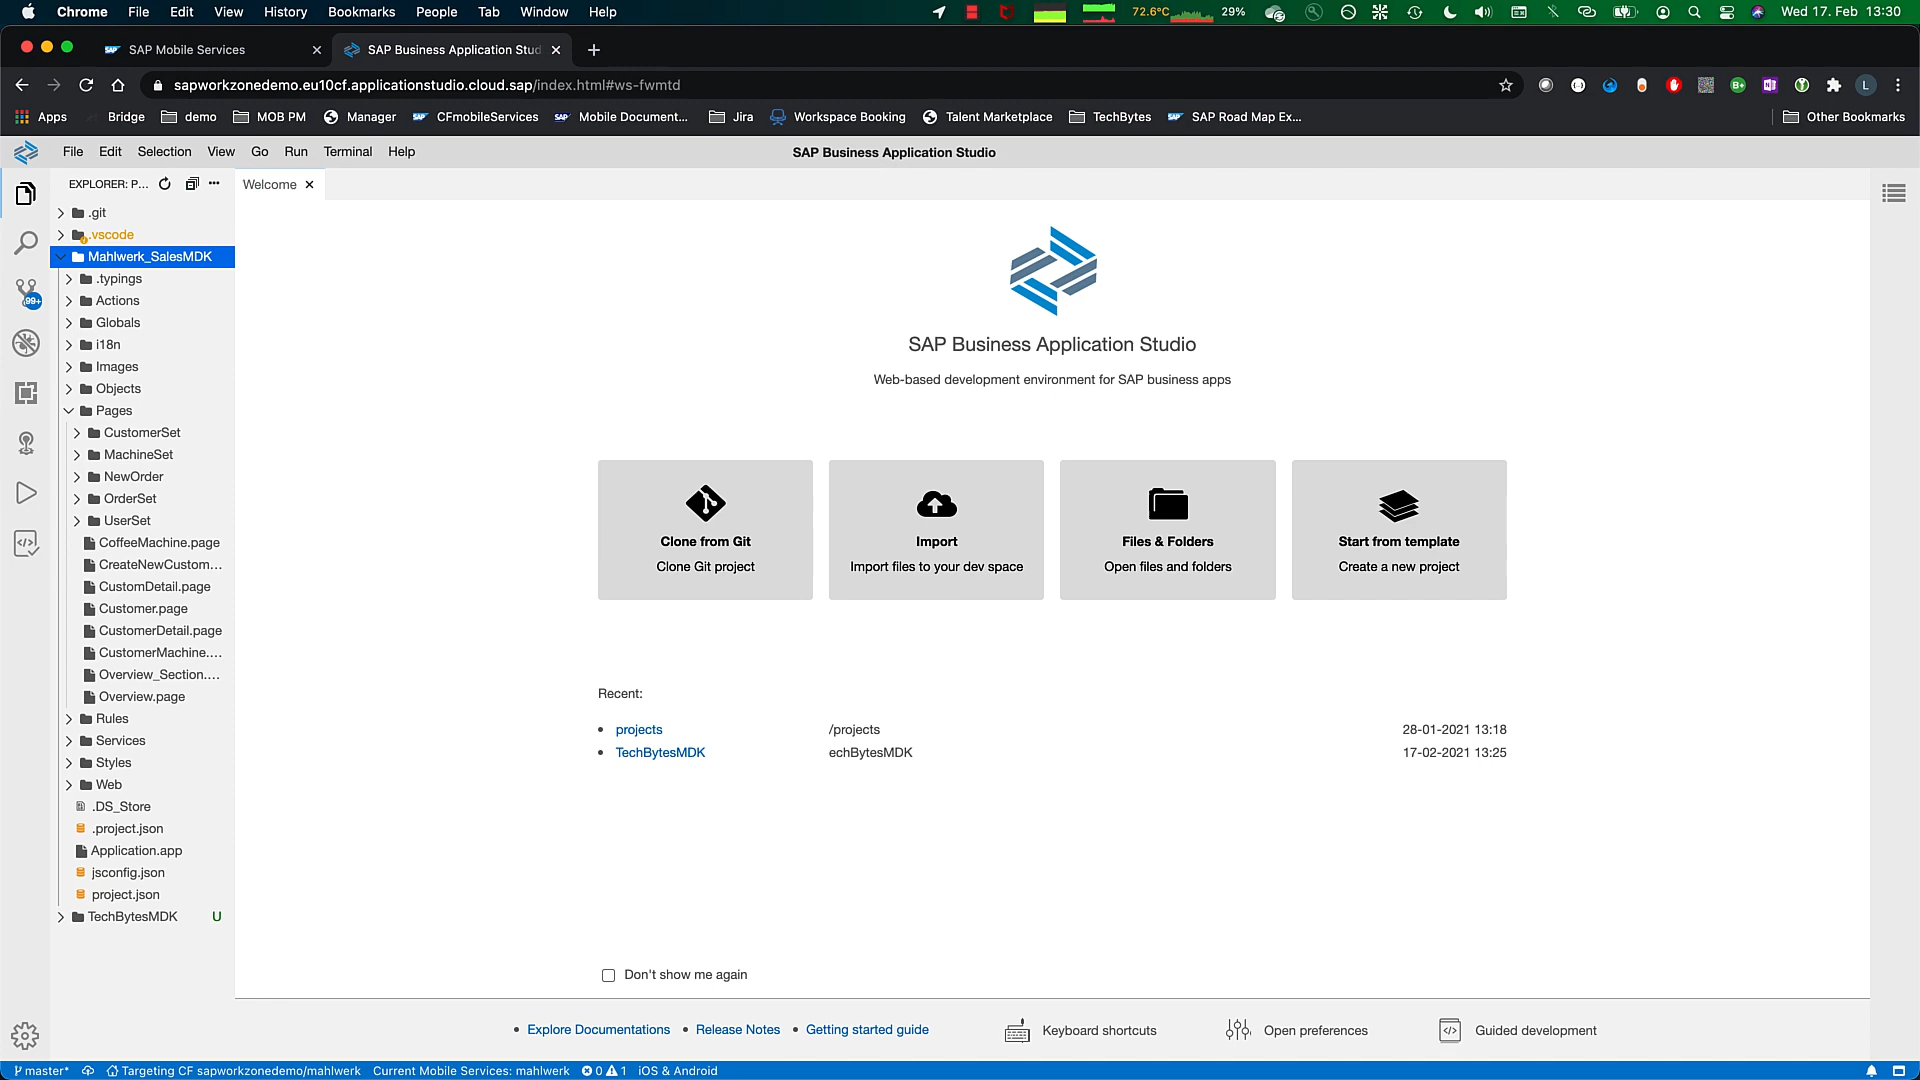 Chrome File Edit View History Bookmarks People Tab Window Help 72.6°C 29% Wed 17. Feb 13:30
SAP Mobile Services SAP Business Application Stud
sapworkzonedemo.eu10cf.applicationstudio.cloud.sap/index.html#ws-fwmtd
Apps Bridge demo MOB PM Manager CFmobileServices Mobile Document... Jira Workspace Booking Talent Marketplace TechBytes SAP Road Map Ex... Other Bookmarks
File Edit Selection View Go Run Terminal Help SAP Business Application Studio
EXPLORER: P... Welcome
.git
.vscode
Mahlwerk_SalesMDK
.typings
Actions
99+
Globals
i18n
Images
Objects
Pages
CustomerSet
MachineSet
NewOrder
OrderSet
UserSet
CoffeeMachine.page
CreateNewCustom...
CustomDetail.page
Customer.page
CustomerDetail.page
CustomerMachine....
Overview_Section....
Overview.page
Rules
Services
Styles
Web
.DS_Store
.project.json
Application.app
jsconfig.json
project.json
TechBytesMDK U
SAP Business Application Studio
Web-based development environment for SAP business apps
Clone from Git
Clone Git project
Import
Import files to your dev space
Files & Folders
Open files and folders
Start from template
Create a new project
Recent:
projects /projects 28-01-2021 13:18
TechBytesMDK echBytesMDK 17-02-2021 13:25
Don't show me again
Explore Documentations Release Notes Getting started guide Keyboard shortcuts Open preferences Guided development
master* Targeting CF sapworkzonedemo/mahlwerk Current Mobile Services: mahlwerk 0 1 iOS & Android